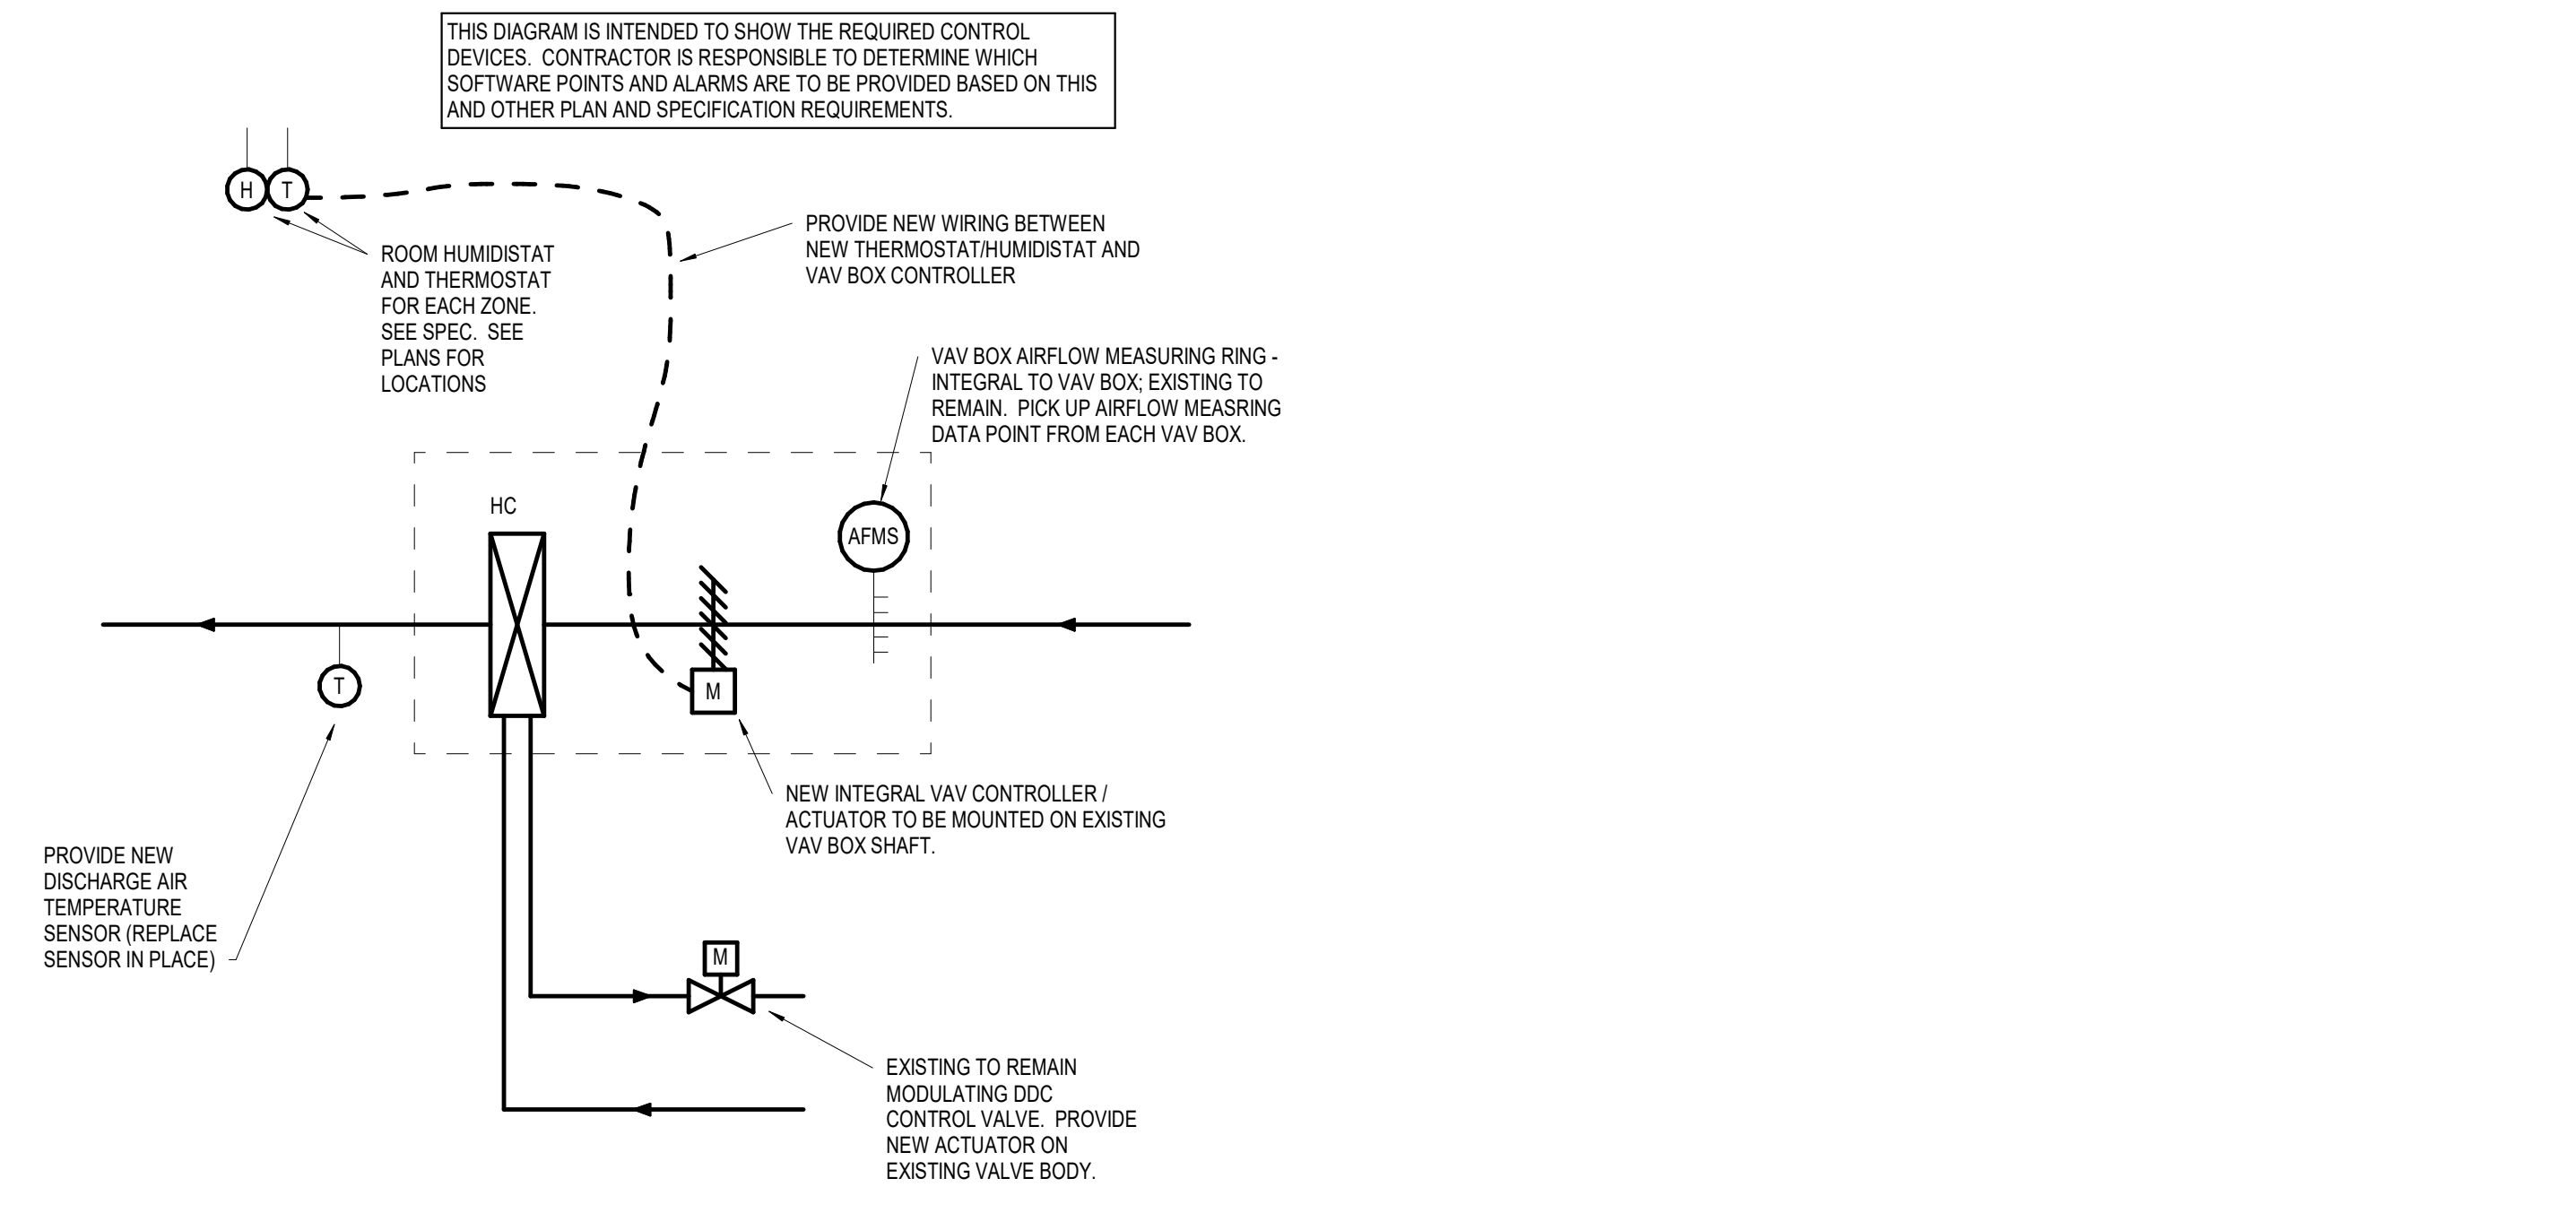 THIS DIAGRAM IS INTENDED TO SHOW THE REQUIRED CONTROL
DEVICES.  CONTRACTOR IS RESPONSIBLE TO DETERMINE WHICH
SOFTWARE POINTS AND ALARMS ARE TO BE PROVIDED BASED ON THIS
AND OTHER PLAN AND SPECIFICATION REQUIREMENTS.
H
T
ROOM HUMIDISTAT
AND THERMOSTAT
FOR EACH ZONE.
SEE SPEC.  SEE
PLANS FOR
LOCATIONS
PROVIDE NEW WIRING BETWEEN
NEW THERMOSTAT/HUMIDISTAT AND
VAV BOX CONTROLLER
VAV BOX AIRFLOW MEASURING RING -
INTEGRAL TO VAV BOX; EXISTING TO
REMAIN.  PICK UP AIRFLOW MEASRING
DATA POINT FROM EACH VAV BOX.
HC
AFMS
T
M
NEW INTEGRAL VAV CONTROLLER /
ACTUATOR TO BE MOUNTED ON EXISTING
VAV BOX SHAFT.
PROVIDE NEW
DISCHARGE AIR
TEMPERATURE
SENSOR (REPLACE
SENSOR IN PLACE)
M
EXISTING TO REMAIN
MODULATING DDC
CONTROL VALVE.  PROVIDE
NEW ACTUATOR ON
EXISTING VALVE BODY.